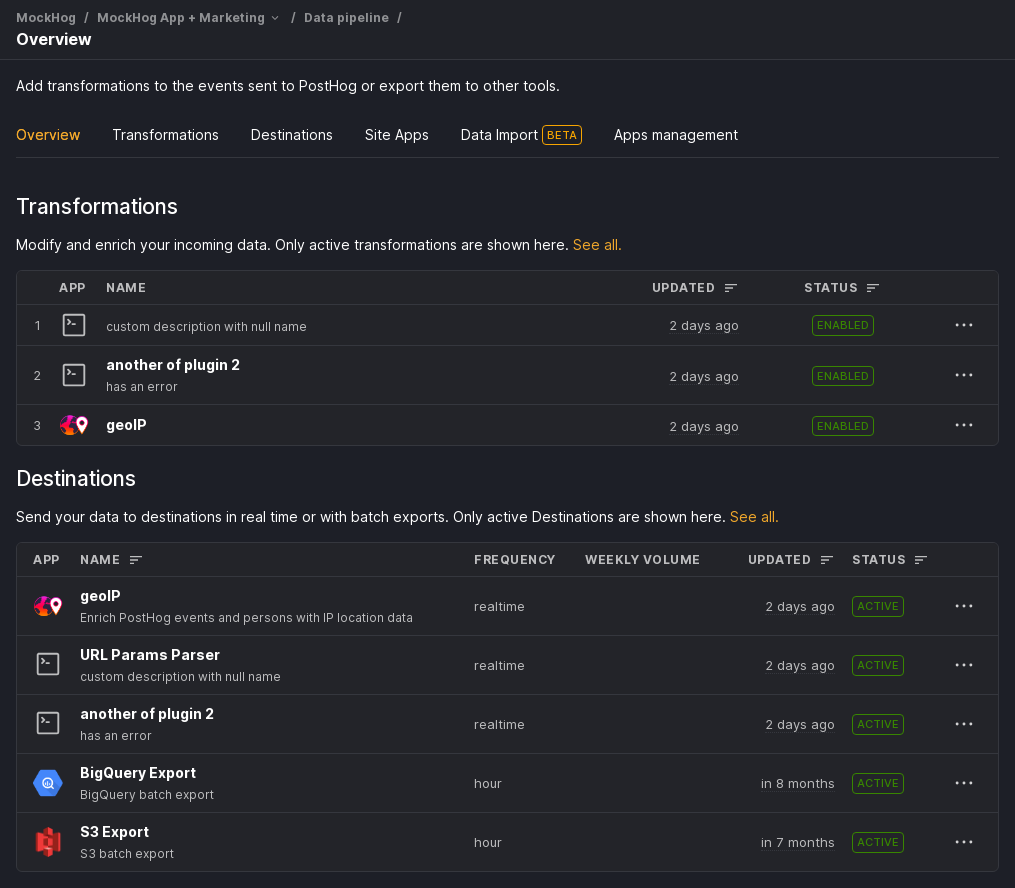 MockHog / MockHog App + Marketing / Data pipeline /
Overview
Add transformations to the events sent to PostHog or export them to other tools.
Overview Transformations Destinations Site Apps Data Import BETA Apps management
Transformations
Modify and enrich your incoming data. Only active transformations are shown here. See all.
APP NAME UPDATED STATUS
1 custom description with null name 2 days ago ENABLED
another of plugin 2
2 2 days ago ENABLED
has an error
3 geoIP 2 days ago ENABLED
Destinations
Send your data to destinations in real time or with batch exports. Only active Destinations are shown here. See all.
APP NAME FREQUENCY WEEKLY VOLUME UPDATED STATUS
geoIP
realtime 2 days ago ACTIVE
Enrich PostHog events and persons with IP location data
URL Params Parser
realtime 2 days ago ACTIVE
custom description with null name
another of plugin 2
realtime 2 days ago ACTIVE
has an error
BigQuery Export
hour in 8 months ACTIVE
BigQuery batch export
S3 Export
hour in 7 months ACTIVE
S3 batch export